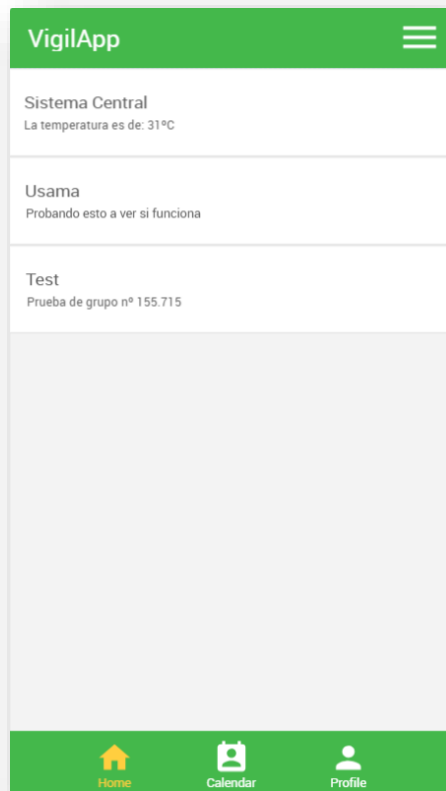 VigilApp
Sistema Central
La temperatura es de: 31ºC
Usama
Probando esto a ver si funciona
Test
Prueba de grupo nº 155.715
Home
Calendar
Profile